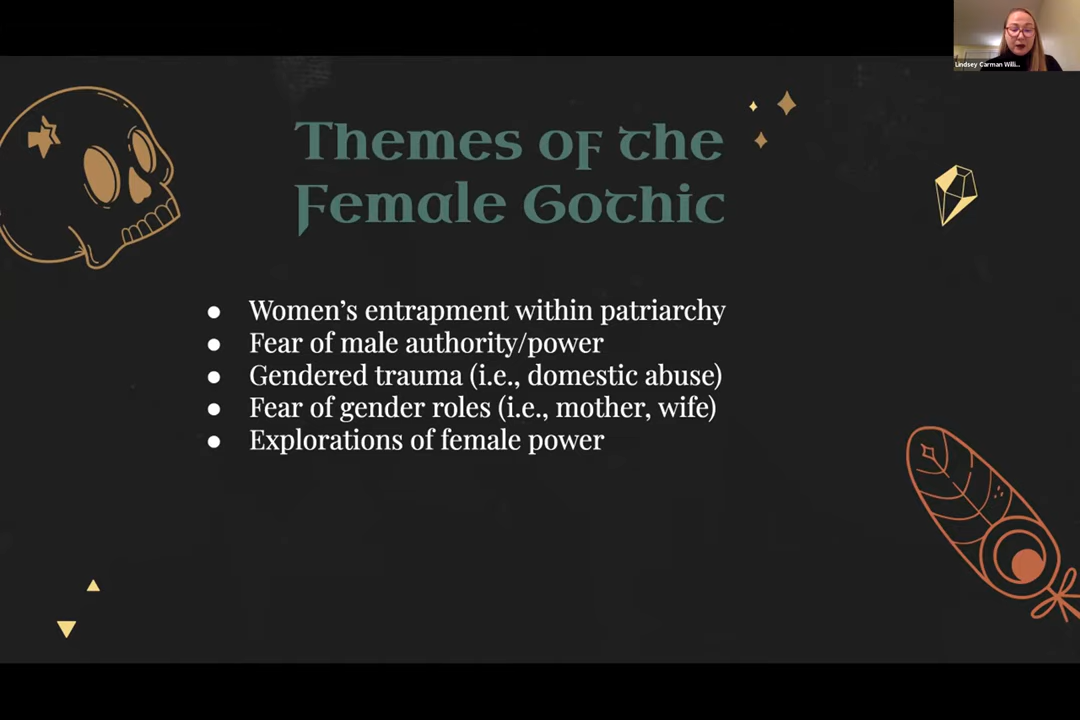 Lindsey Carman Willi...
Themes of the
Female Gothic
● Women's entrapment within patriarchy
● Fear of male authority/power
● Gendered trauma (i.e., domestic abuse)
● Fear of gender roles (i.e., mother, wife)
● Explorations of female power